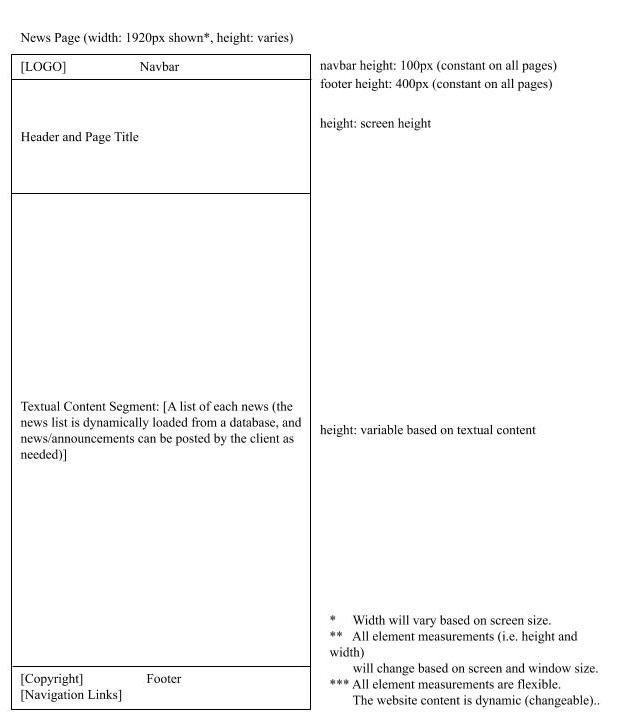 News Page (width: 1920px shown*, height: varies)
[LOGO] Navbar
navbar height: 100px (constant on all pages)
footer height: 400px (constant on all pages)
height: screen height
Header and Page Title
Textual Content Segment: [A list of each news (the
news list is dynamically loaded from a database, and
news/announcements can be posted by the client as
needed)]
height: variable based on textual content
* Width will vary based on screen size.
** All element measurements (i.e. height and
width)
will change based on screen and window size.
*** All element measurements are flexible.
The website content is dynamic (changeable)..
[Copyright] Footer
[Navigation Links]